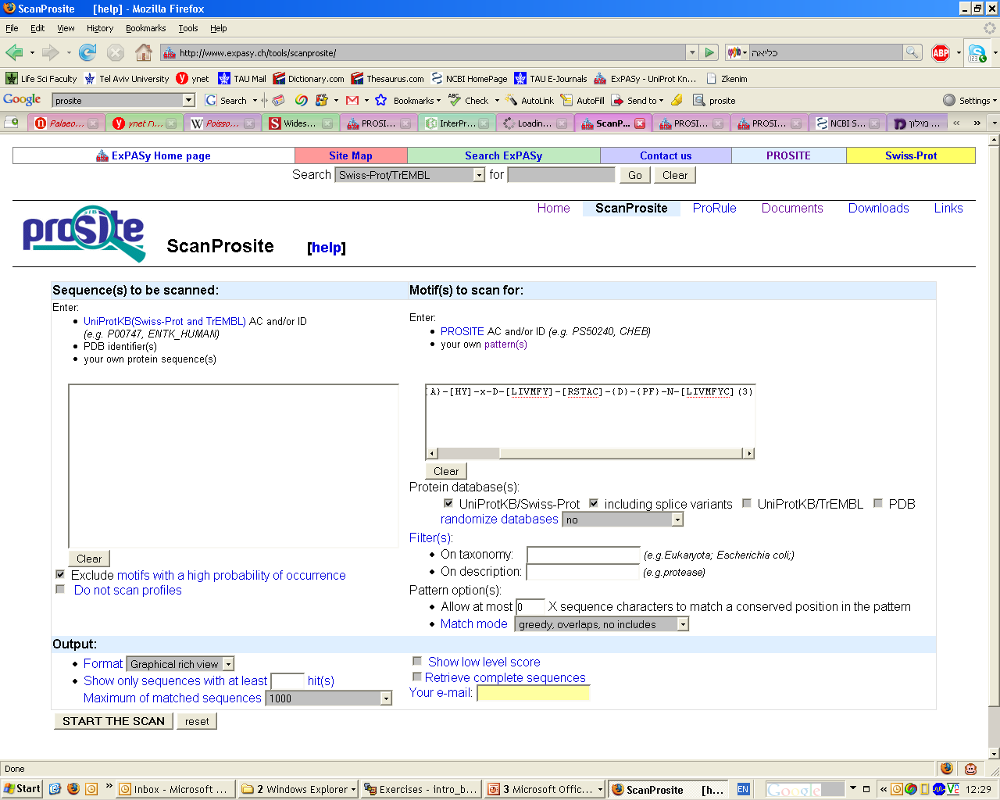 ScanProsite [help] - Mozilla Firefox
File Edit View History Bookmarks Tools Help
http://www.expasy.ch/tools/scanprosite/ כליאה ABP
Life Sci Faculty Tel Aviv University ynet TAU Mail Dictionary.com Thesaurus.com NCBI HomePage TAU E-Journals ExPASy - UniProt Kn... Zkenim
Google prosite Search Bookmarks Check AutoLink AutoFill Send to prosite Settings
Palaeo... ynet ...ח Poisso... Wides... PROSI... InterPr... Loadin... ScanP... PROSI... PROSI... NCBI S... מילון ...
ExPASy Home page Site Map Search ExPASy Contact us PROSITE Swiss-Prot
Search Swiss-Prot/TrEMBL for Go Clear
Home ScanProsite ProRule Documents Downloads Links
prosite ScanProsite [help]
Sequence(s) to be scanned:
Enter:
UniProtKB(Swiss-Prot and TrEMBL) AC and/or ID
(e.g. P00747, ENTK_HUMAN)
PDB identifier(s)
your own protein sequence(s)
Clear
Exclude motifs with a high probability of occurrence
Do not scan profiles
Motif(s) to scan for:
Enter:
PROSITE AC and/or ID (e.g. PS50240, CHEB)
your own pattern(s)
A}-[HY]-x-D-[LIVMFY]-[RSTAC]-{D}-{PF}-N-[LIVMFYC](3)
Clear
Protein database(s):
UniProtKB/Swiss-Prot including splice variants UniProtKB/TrEMBL PDB
randomize databases no
Filter(s):
On taxonomy: (e.g.Eukaryota; Escherichia coli;)
On description: (e.g.protease)
Pattern option(s):
Allow at most 0 X sequence characters to match a conserved position in the pattern
Match mode greedy, overlaps, no includes
Output:
Format Graphical rich view
Show only sequences with at least hit(s)
Maximum of matched sequences 1000
Show low level score
Retrieve complete sequences
Your e-mail:
START THE SCAN reset
Done
Start Inbox - Microsoft ... 2 Windows Explorer Exercises - intro_b... 3 Microsoft Offic... ScanProsite [h... EN Google 12:29